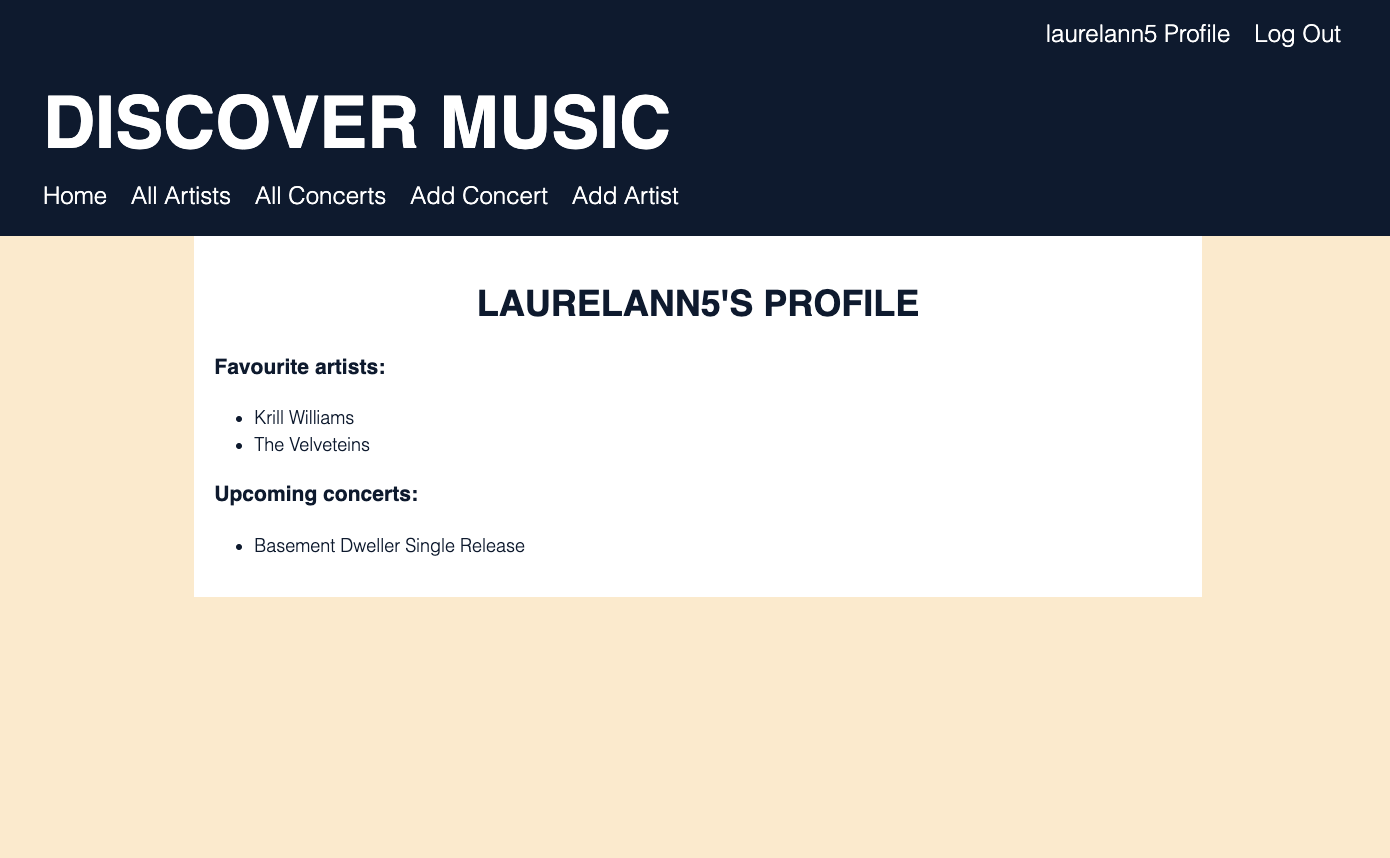 laurelann5 Profile Log Out
DISCOVER MUSIC
Home All Artists All Concerts Add Concert Add Artist
LAURELANN5'S PROFILE
Favourite artists:
• Krill Williams
• The Velveteins
Upcoming concerts:
• Basement Dweller Single Release